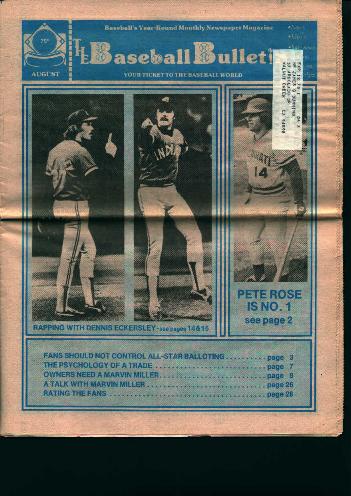 Baseball's Year-Round Monthly Newspaper Magazine
75¢
THE Baseball Bulletin
AUGUST
YOUR TICKET TO THE BASEBALL WORLD
14
RAPPING WITH DENNIS ECKERSLEY - see pages 14 & 15
PETE ROSE
IS NO. 1
see page 2
FANS SHOULD NOT CONTROL ALL-STAR BALLOTING .......... page 3
THE PSYCHOLOGY OF A TRADE .......... page 7
OWNERS NEED A MARVIN MILLER .......... page 8
A TALK WITH MARVIN MILLER .......... page 26
RATING THE FANS .......... page 28